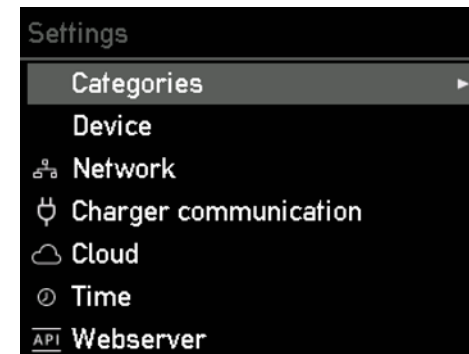 Settings
Categories
Device
Network
Charger communication
Cloud
Time
API Webserver